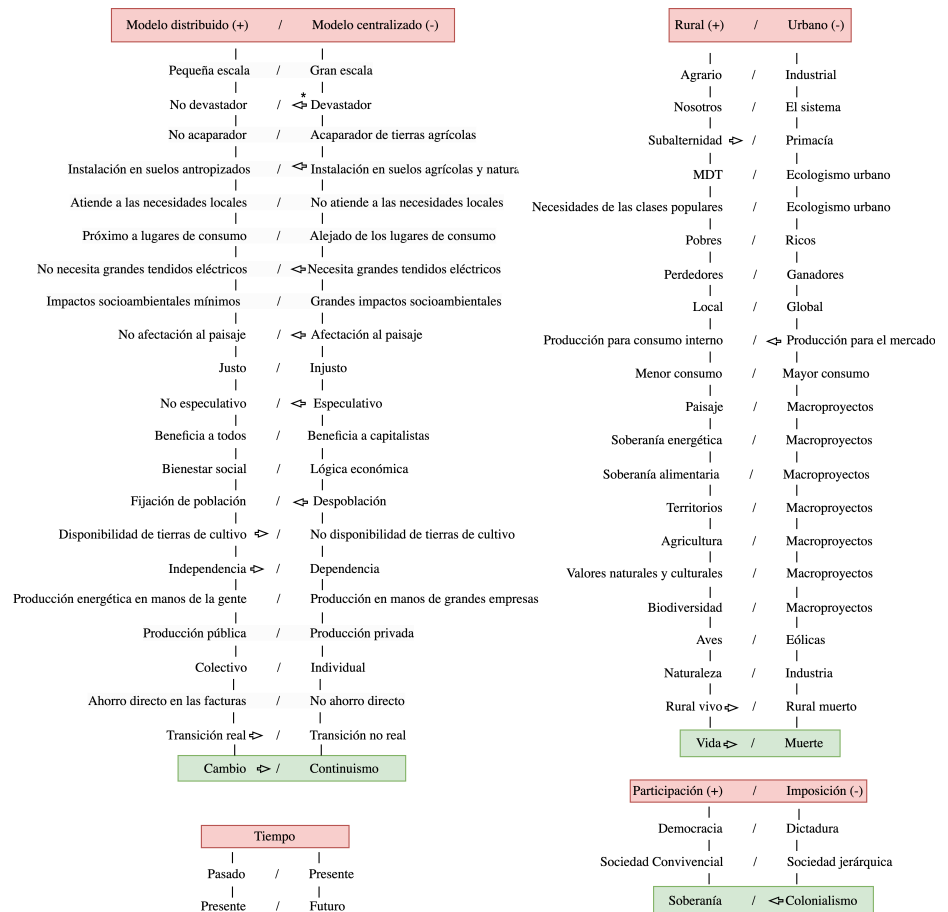 Modelo distribuido (+) / Modelo centralizado (-)
Pequeña escala / Gran escala
No devastador / * Devastador
No acaparador / Acaparador de tierras agrícolas
Instalación en suelos antropizados / Instalación en suelos agrícolas y natura
Atiende a las necesidades locales / No atiende a las necesidades locales
Próximo a lugares de consumo / Alejado de los lugares de consumo
No necesita grandes tendidos eléctricos / Necesita grandes tendidos eléctricos
Impactos socioambientales mínimos / Grandes impactos socioambientales
No afectación al paisaje / Afectación al paisaje
Justo / Injusto
No especulativo / Especulativo
Beneficia a todos / Beneficia a capitalistas
Bienestar social / Lógica económica
Fijación de población / Despoblación
Disponibilidad de tierras de cultivo / No disponibilidad de tierras de cultivo
Independencia / Dependencia
Producción energética en manos de la gente / Producción en manos de grandes empresas
Producción pública / Producción privada
Colectivo / Individual
Ahorro directo en las facturas / No ahorro directo
Transición real / Transición no real
Cambio / Continuismo
Tiempo
Pasado / Presente
Presente / Futuro
Rural (+) / Urbano (-)
Agrario / Industrial
Nosotros / El sistema
Subalternidad / Primacía
MDT / Ecologismo urbano
Necesidades de las clases populares / Ecologismo urbano
Pobres / Ricos
Perdedores / Ganadores
Local / Global
Producción para consumo interno / Producción para el mercado
Menor consumo / Mayor consumo
Paisaje / Macroproyectos
Soberanía energética / Macroproyectos
Soberanía alimentaria / Macroproyectos
Territorios / Macroproyectos
Agricultura / Macroproyectos
Valores naturales y culturales / Macroproyectos
Biodiversidad / Macroproyectos
Aves / Eólicas
Naturaleza / Industria
Rural vivo / Rural muerto
Vida / Muerte
Participación (+) / Imposición (-)
Democracia / Dictadura
Sociedad Convivencial / Sociedad jerárquica
Soberanía / Colonialismo